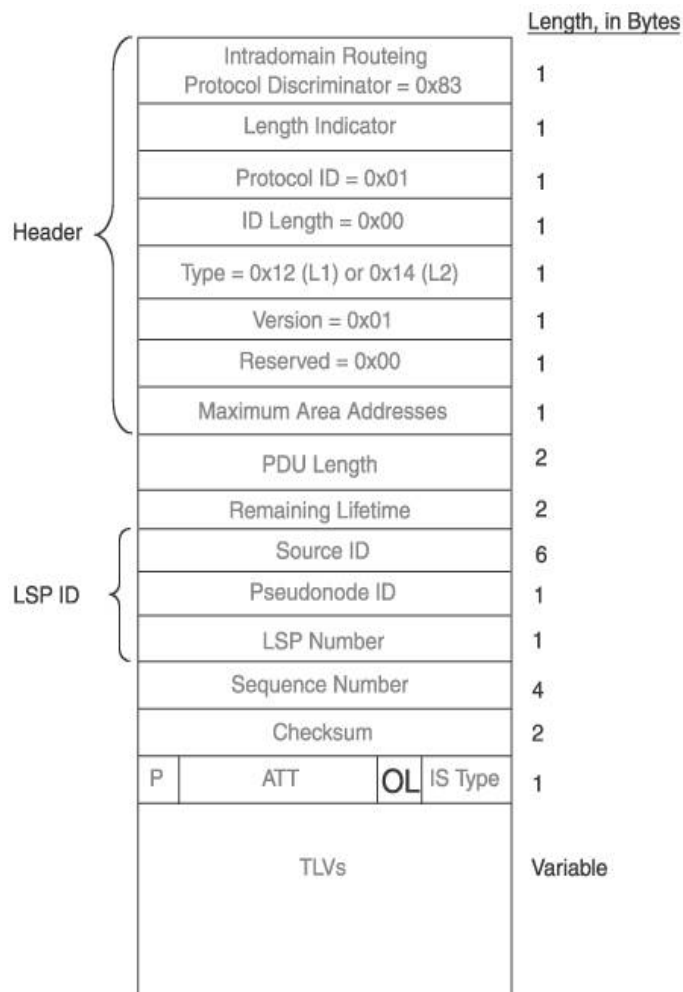 Length, in Bytes
Intradomain Routeing
Protocol Discriminator = 0x83
1
Length Indicator
1
Protocol ID = 0x01
1
Header
ID Length = 0x00
1
Type = 0x12 (L1) or 0x14 (L2)
1
Version = 0x01
1
Reserved = 0x00
1
Maximum Area Addresses
1
PDU Length
2
Remaining Lifetime
2
Source ID
6
LSP ID
Pseudonode ID
1
LSP Number
1
Sequence Number
4
Checksum
2
P ATT OL IS Type
1
TLVs
Variable